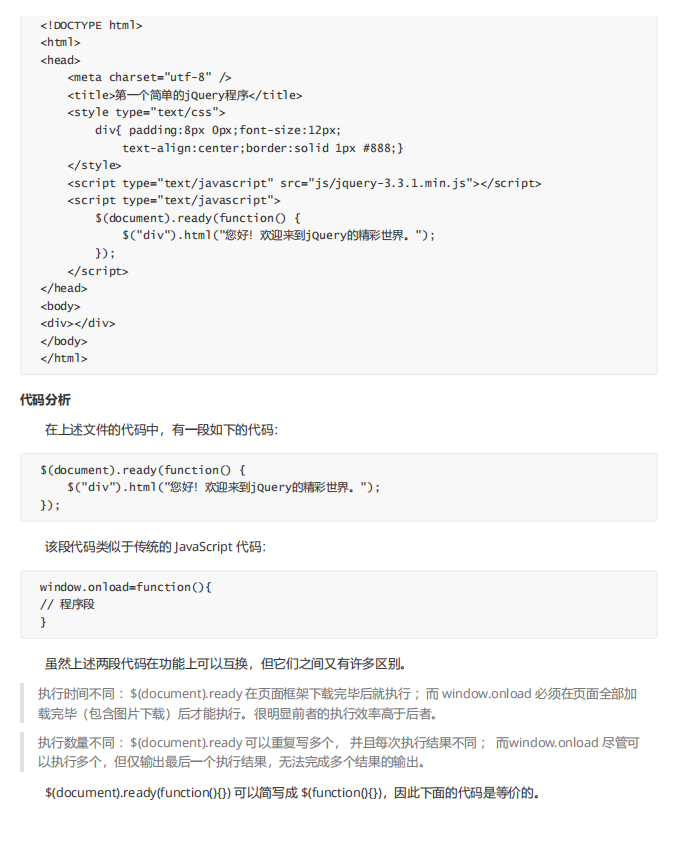 <!DOCTYPE html>
<html>
<head>
    <meta charset="utf-8" />
    <title>第一个简单的jQuery程序</title>
    <style type="text/css">
        div{ padding:8px 0px;font-size:12px;
            text-align:center;border:solid 1px #888;}
    </style>
    <script type="text/javascript" src="js/jquery-3.3.1.min.js"></script>
    <script type="text/javascript">
        $(document).ready(function() {
            $("div").html("您好！欢迎来到jQuery的精彩世界。");
        });
    </script>
</head>
<body>
<div></div>
</body>
</html>
代码分析
在上述文件的代码中，有一段如下的代码：
$(document).ready(function() {
    $("div").html("您好！欢迎来到jQuery的精彩世界。");
});
该段代码类似于传统的 JavaScript 代码：
window.onload=function(){
// 程序段
}
虽然上述两段代码在功能上可以互换，但它们之间又有许多区别。
执行时间不同： $(document).ready 在页面框架下载完毕后就执行；而 window.onload 必须在页面全部加
载完毕（包含图片下载）后才能执行。很明显前者的执行效率高于后者。
执行数量不同： $(document).ready 可以重复写多个， 并且每次执行结果不同； 而window.onload 尽管可
以执行多个，但仅输出最后一个执行结果，无法完成多个结果的输出。
$(document).ready(function(){}) 可以简写成 $(function(){})，因此下面的代码是等价的。